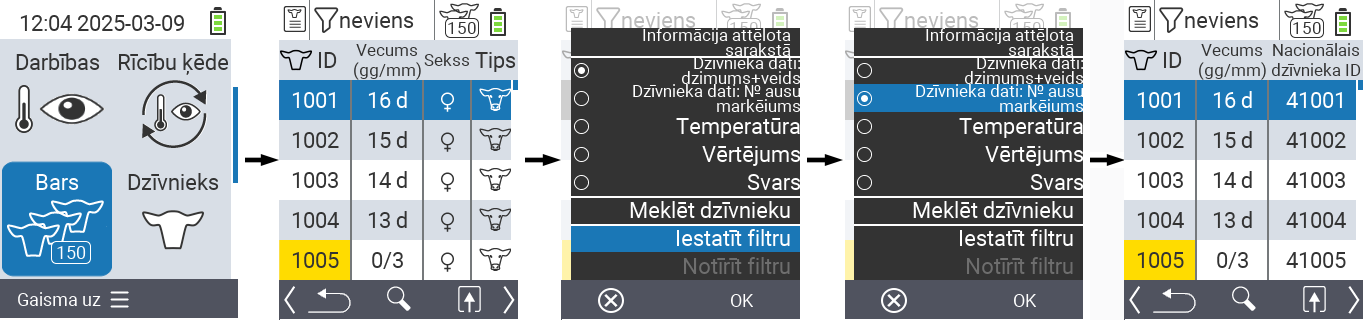 12:04 2025-03-09
Darbības
Rīcību ķēde
Bars
150
Dzīvnieks
Gaisma uz
neviens
150
ID
Vecums
(gg/mm)
Sekss
Tips
1001
16 d
1002
15 d
1003
14 d
1004
13 d
1005
0/3
neviens
150
Informācija attēlota
sarakstā
Dzīvnieka dati:
dzimums+veids
Dzīvnieka dati: № ausu
marķējums
Temperatūra
Vērtējums
Svars
Meklēt dzīvnieku
Iestatīt filtru
Notīrīt filtru
OK
neviens
150
Informācija attēlota
sarakstā
Dzīvnieka dati:
dzimums+veids
Dzīvnieka dati: № ausu
marķējums
Temperatūra
Vērtējums
Svars
Meklēt dzīvnieku
Iestatīt filtru
Notīrīt filtru
OK
neviens
150
ID
Vecums
(gg/mm)
Nacionālais
dzīvnieka ID
1001
16 d
41001
1002
15 d
41002
1003
14 d
41003
1004
13 d
41004
1005
0/3
41005